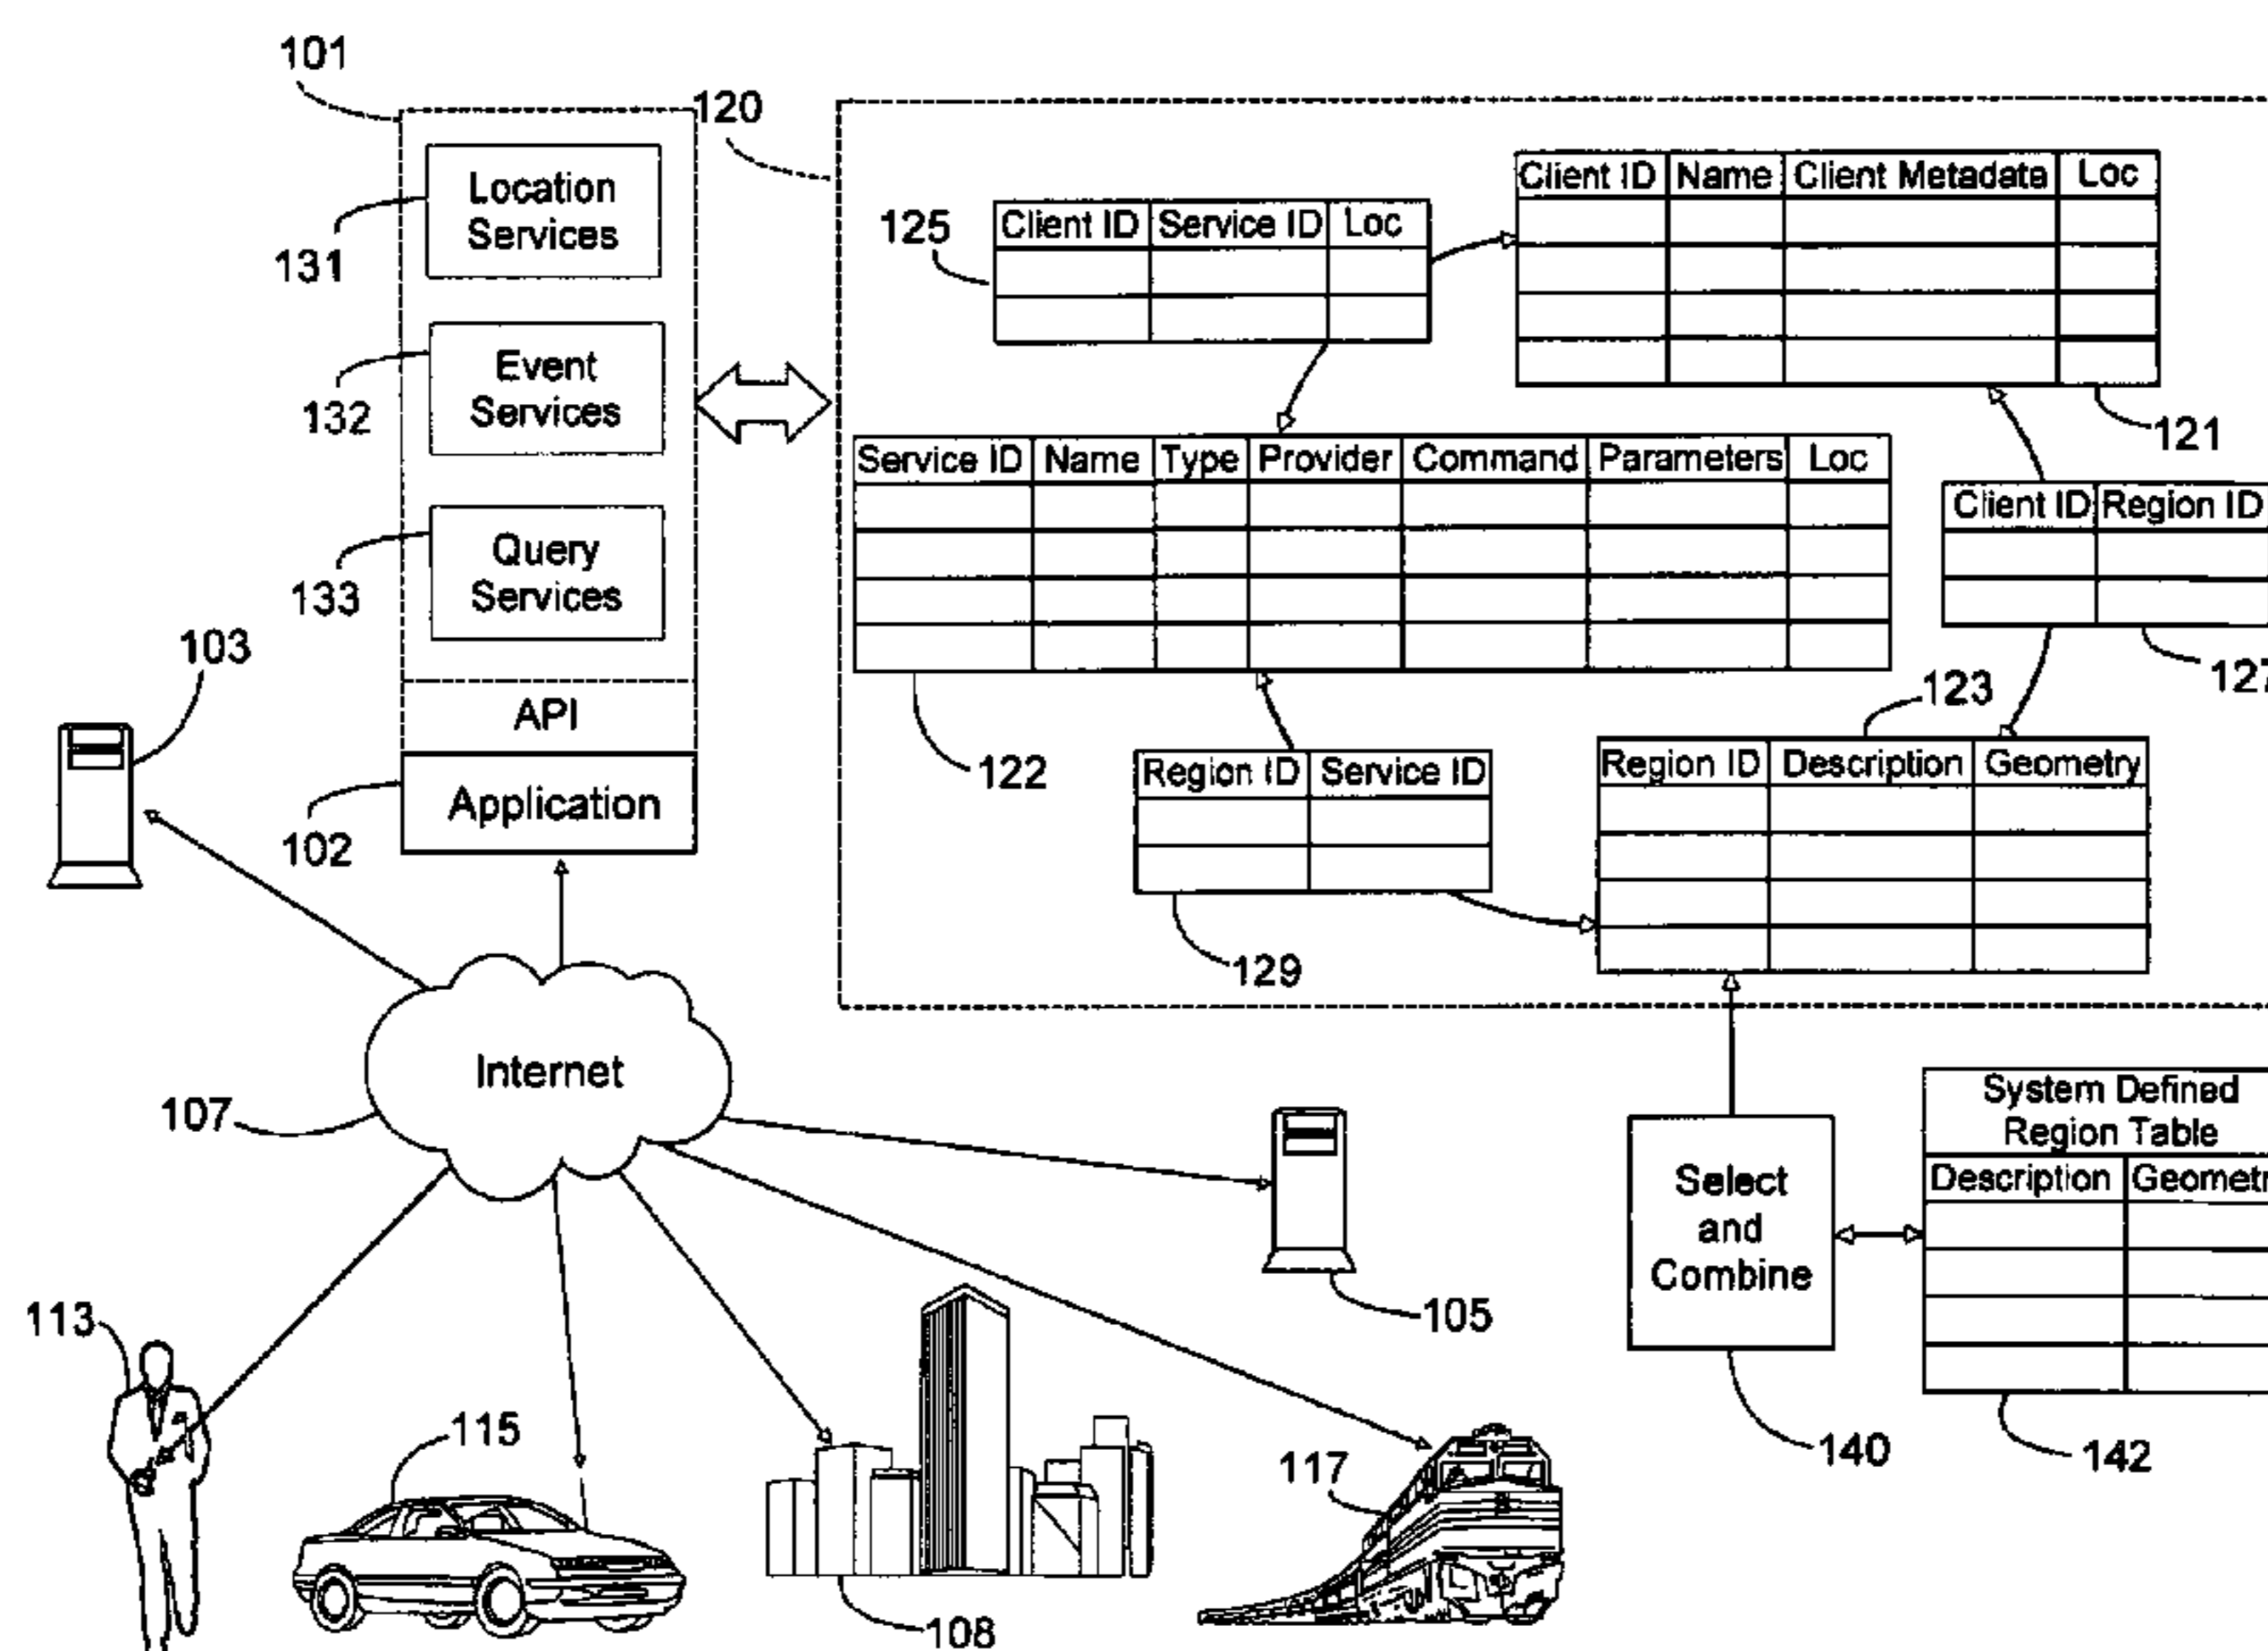 101
120
Location
Services
131
Event
Services
132
Query
Services
133
API
Application
102
103
Client ID Service ID Loc
125
Client ID Name Client Metadate Loc
121
Service ID Name Type Provider Command Parameters Loc
122
Client ID Region ID
127
123
Region ID Service ID
129
Region ID Description Geometry
Internet
107
System Defined
Region Table
Description Geometr
Select
and
Combine
105
140
142
113
115
108
117